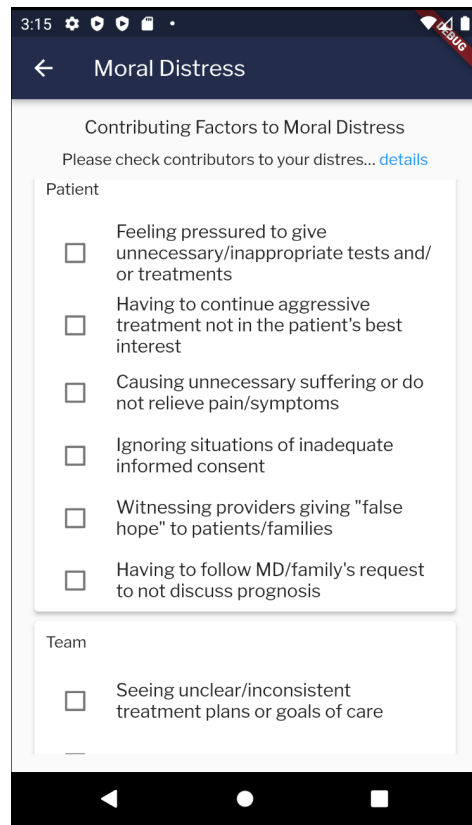 3:15
DEBUG
Moral Distress
Contributing Factors to Moral Distress
Please check contributors to your distres... details
Patient
Feeling pressured to give
unnecessary/inappropriate tests and/
or treatments
Having to continue aggressive
treatment not in the patient's best
interest
Causing unnecessary suffering or do
not relieve pain/symptoms
Ignoring situations of inadequate
informed consent
Witnessing providers giving "false
hope" to patients/families
Having to follow MD/family's request
to not discuss prognosis
Team
Seeing unclear/inconsistent
treatment plans or goals of care